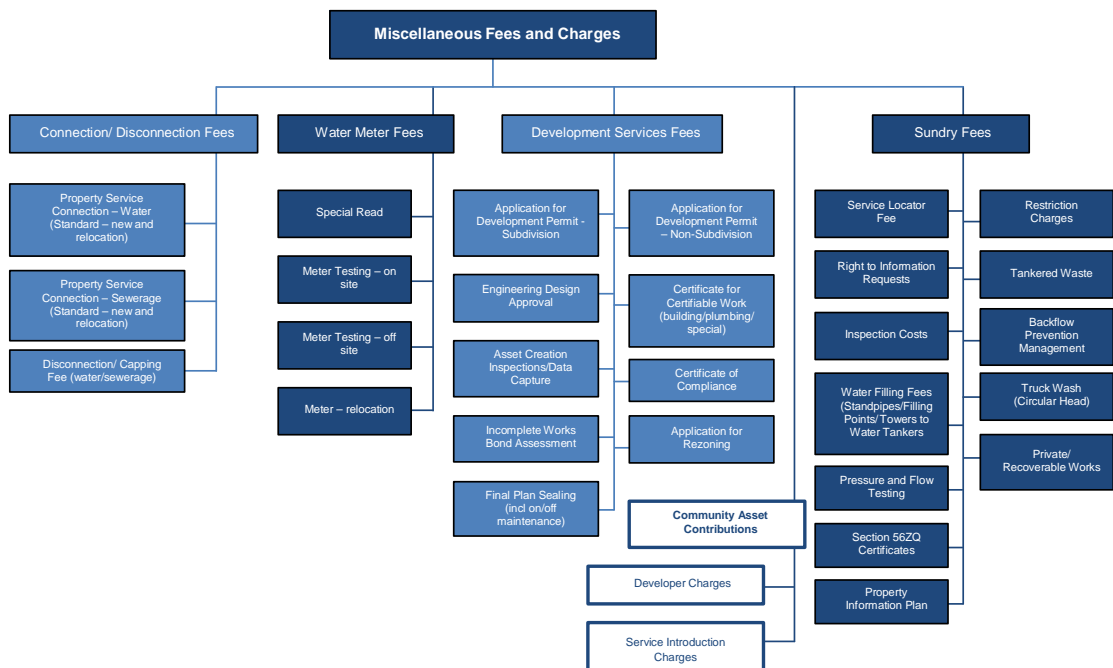 Miscellaneous Fees and Charges
Connection/ Disconnection Fees
Property Service
Connection – Water
(Standard – new and
relocation)
Property Service
Connection – Sewerage
(Standard – new and
relocation)
Disconnection/ Capping
Fee (water/sewerage)
Water Meter Fees
Special Read
Meter Testing – on
site
Meter Testing – off
site
Meter – relocation
Development Services Fees
Application for
Development Permit -
Subdivision
Application for
Development Permit
– Non-Subdivision
Engineering Design
Approval
Certificate for
Certifiable Work
(building/plumbing/
special)
Asset Creation
Inspections/Data
Capture
Certificate of
Compliance
Incomplete Works
Bond Assessment
Application for
Rezoning
Final Plan Sealing
(incl on/off
maintenance)
Community Asset
Contributions
Developer Charges
Service Introduction
Charges
Sundry Fees
Service Locator
Fee
Restriction
Charges
Right to Information
Requests
Tankered Waste
Inspection Costs
Backflow
Prevention
Management
Water Filling Fees
(Standpipes/Filling
Points/ Towers to
Water Tankers
Truck Wash
(Circular Head)
Private/
Recoverable Works
Pressure and Flow
Testing
Section 56ZQ
Certificates
Property
Information Plan